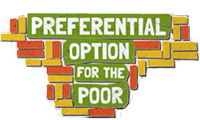 PREFERENTIAL
OPTION
FOR THE
POOR